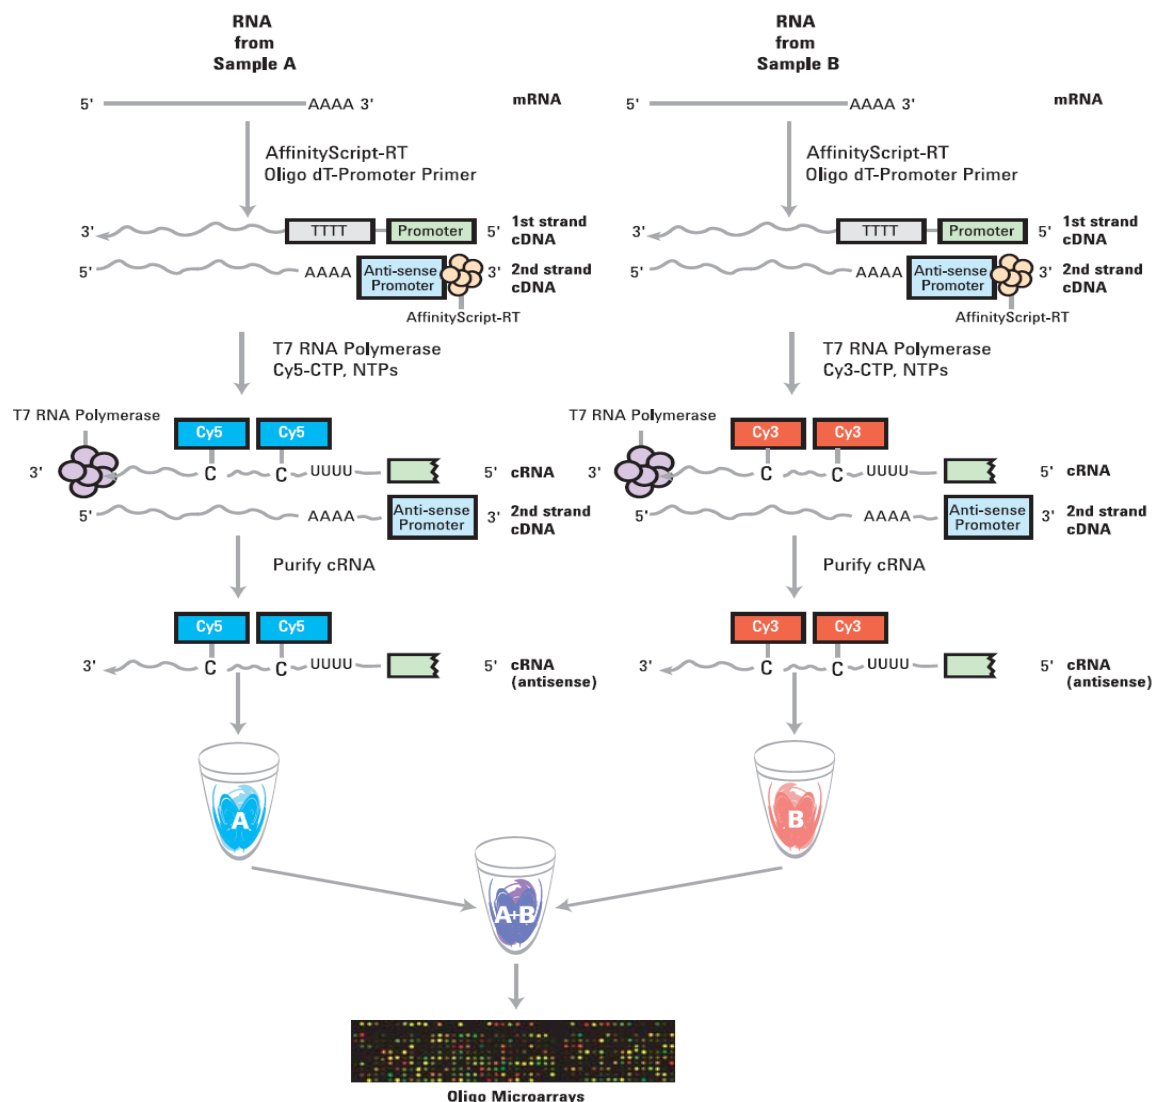 RNA
from
Sample A
RNA
from
Sample B
5'
AAAA 3'
mRNA
5'
AAAA 3'
mRNA
AffinityScript-RT
Oligo dT-Promoter Primer
AffinityScript-RT
Oligo dT-Promoter Primer
3'
TTTT
Promoter
5'
1st strand
cDNA
3'
TTTT
Promoter
5'
1st strand
cDNA
5'
AAAA
Anti-sense
Promoter
3'
2nd strand
cDNA
5'
AAAA
Anti-sense
Promoter
3'
2nd strand
cDNA
AffinityScript-RT
AffinityScript-RT
T7 RNA Polymerase
Cy5-CTP, NTPs
T7 RNA Polymerase
Cy3-CTP, NTPs
T7 RNA Polymerase
Cy5
Cy5
T7 RNA Polymerase
Cy3
Cy3
3'
C
C
UUUU
5'
cRNA
3'
C
C
UUUU
5'
cRNA
5'
AAAA
Anti-sense
Promoter
3'
2nd strand
cDNA
5'
AAAA
Anti-sense
Promoter
3'
2nd strand
cDNA
Purify cRNA
Purify cRNA
Cy5
Cy5
Cy3
Cy3
3'
C
C
UUUU
5'
cRNA
(antisense)
3'
C
C
UUUU
5'
cRNA
(antisense)
A
B
A+B
Oligo Microarrays